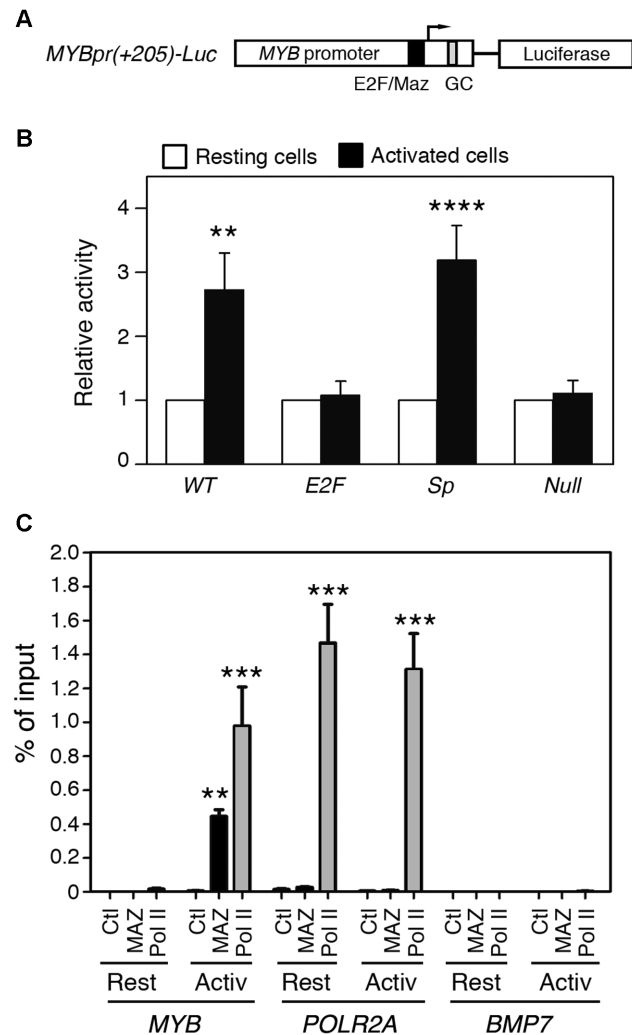 A
MYBpr(+205)-Luc
MYB promoter
Luciferase
E2F/Maz
GC
B
Resting cells
Activated cells
Relative activity
4
3
2
1
0
**
****
WT
E2F
Sp
Null
C
% of input
2.0
1.8
1.6
1.4
1.2
1.0
0.8
0.6
0.4
0.2
0
**
***
***
***
Ctl
MAZ
Pol II
Ctl
MAZ
Pol II
Ctl
MAZ
Pol II
Ctl
MAZ
Pol II
Ctl
MAZ
Pol II
Ctl
MAZ
Pol II
Rest
Activ
Rest
Activ
Rest
Activ
MYB
POLR2A
BMP7